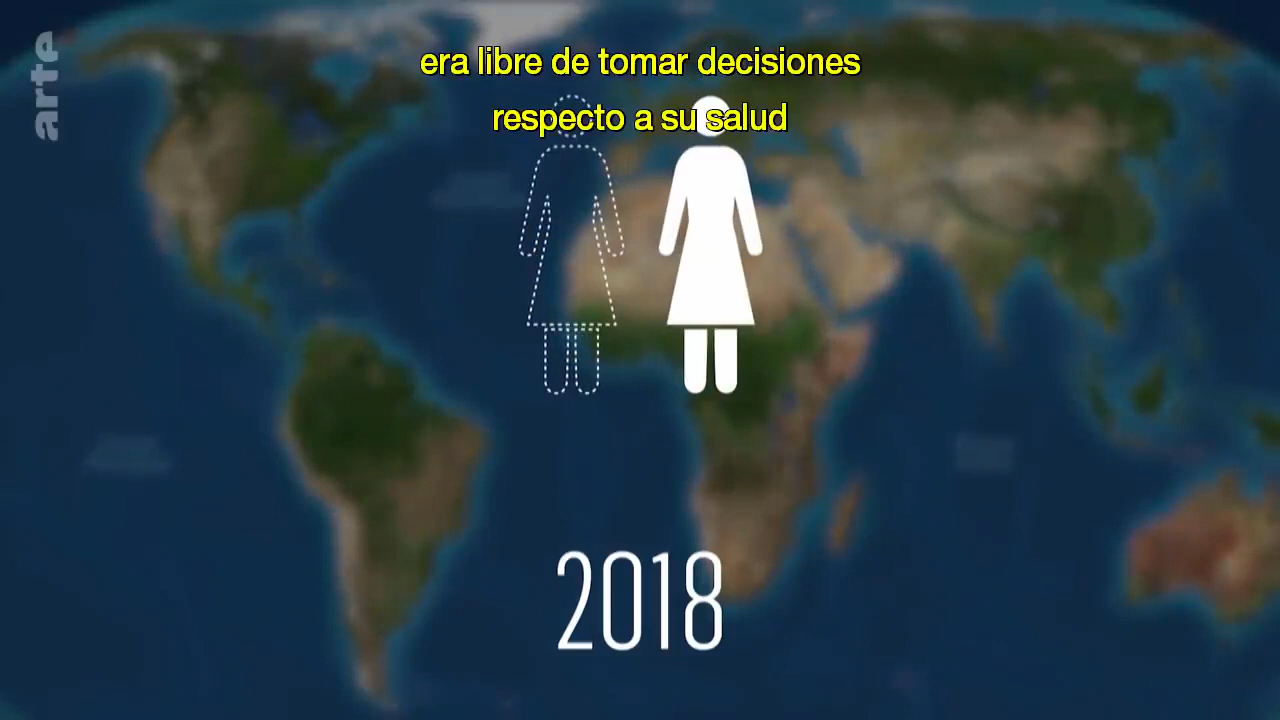 arte
era libre de tomar decisiones
respecto a su salud
2018